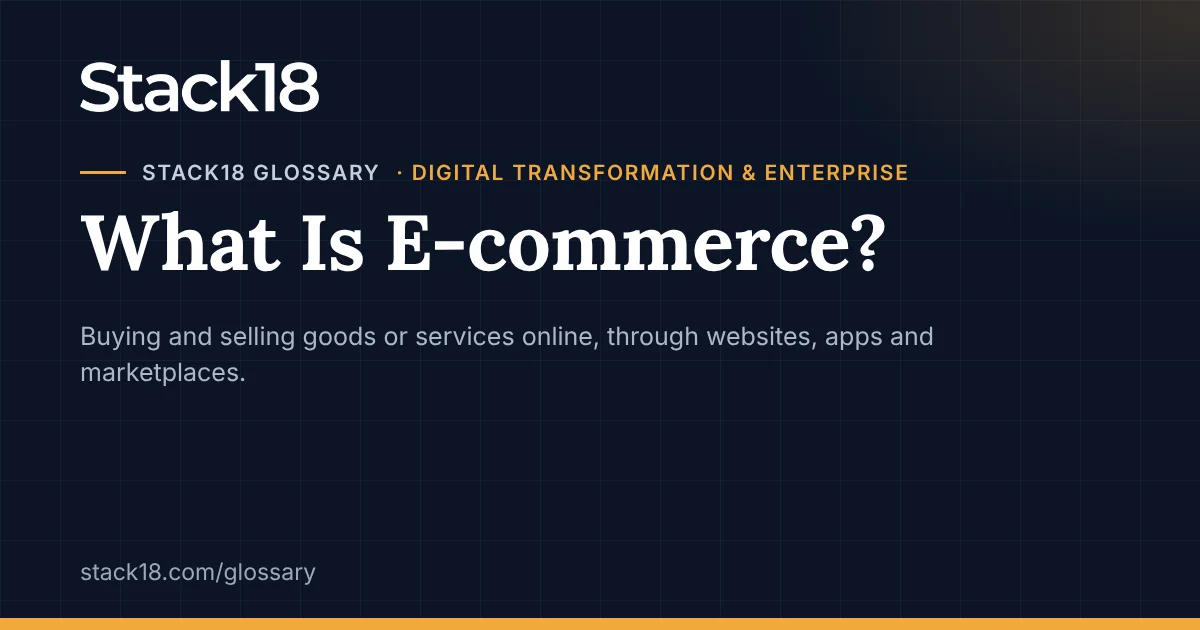 Stack18
STACK18 GLOSSARY · DIGITAL TRANSFORMATION & ENTERPRISE
What Is E-commerce?
Buying and selling goods or services online, through websites, apps and
marketplaces.
stack18.com/glossary